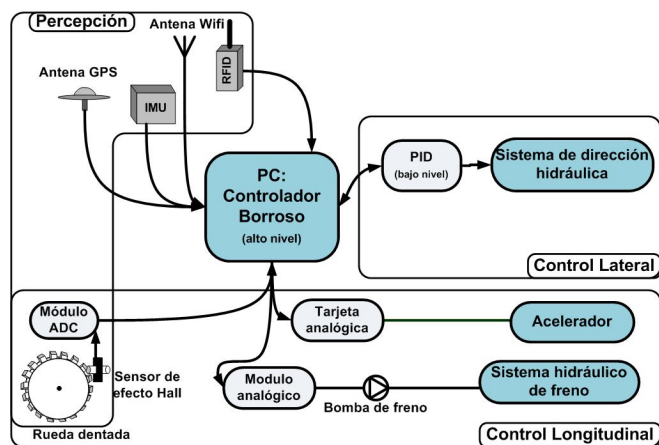 Percepción
Antena Wifi
RFID
Antena GPS
IMU
PC:
Controlador
Borroso
(alto nivel)
PID
(bajo nivel)
Sistema de dirección
hidráulica
Control Lateral
Módulo
ADC
Tarjeta
analógica
Acelerador
Sensor de
efecto Hall
Rueda dentada
Modulo
analógico
Bomba de freno
Sistema hidráulico
de freno
Control Longitudinal